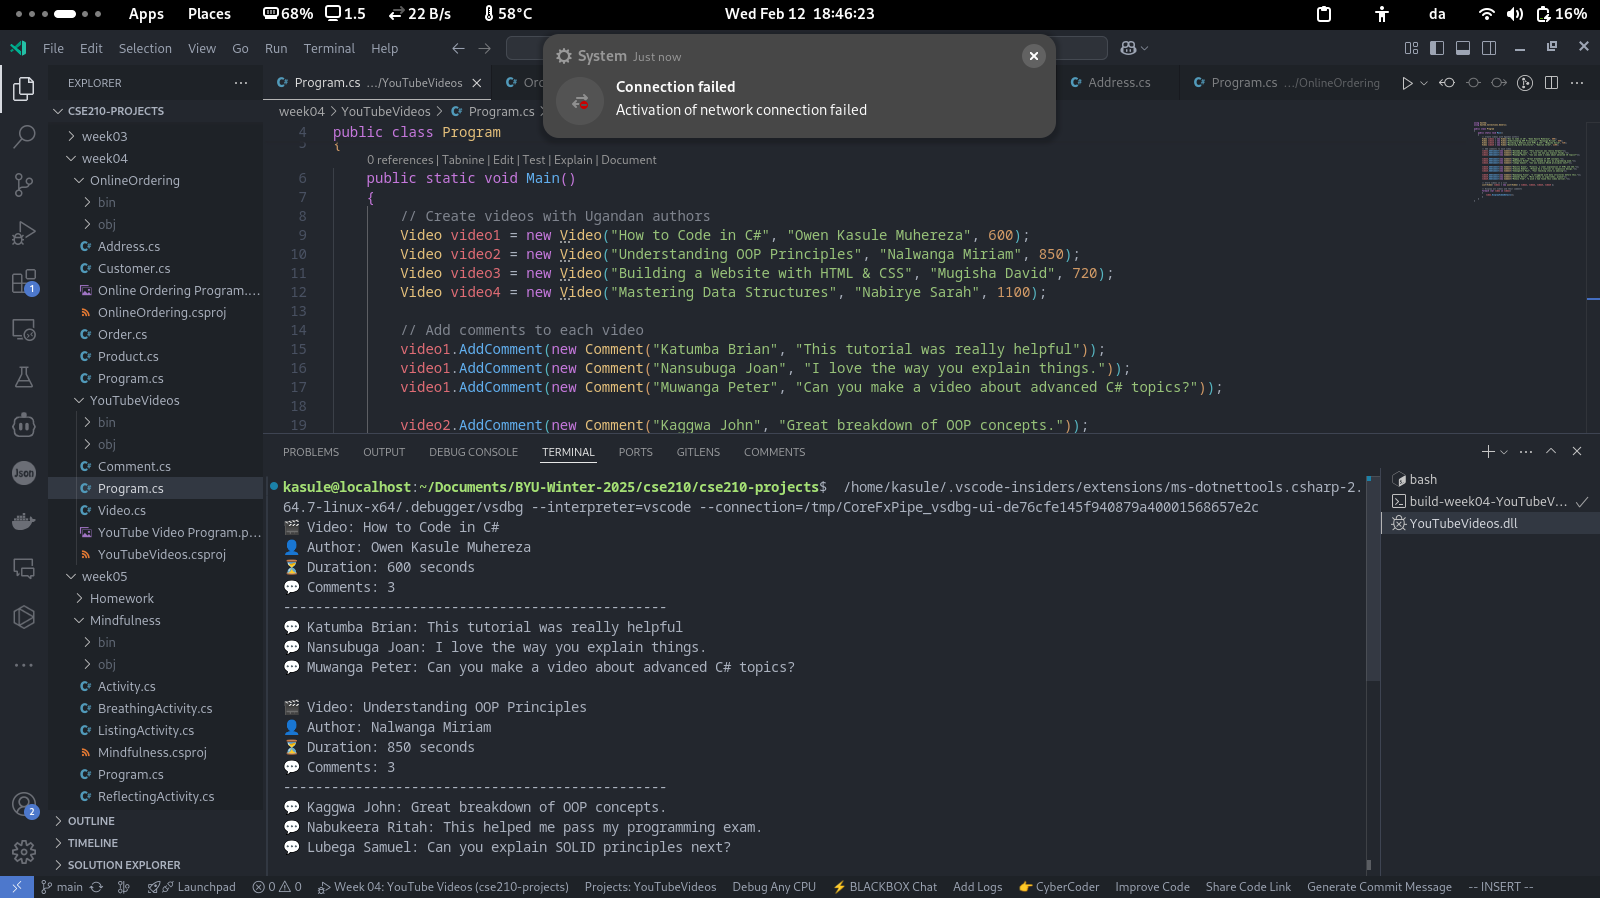 Apps Places 68% 1.5 22 B/s 58°C Wed Feb 12 18:46:23 da 16%
File Edit Selection View Go Run Terminal Help
System Just now
Connection failed
Activation of network connection failed
EXPLORER
CSE210-PROJECTS
week03
week04
OnlineOrdering
bin
obj
Address.cs
Customer.cs
Online Ordering Program....
OnlineOrdering.csproj
Order.cs
Product.cs
Program.cs
YouTubeVideos
bin
obj
Comment.cs
Program.cs
Video.cs
YouTube Video Program.p...
YouTubeVideos.csproj
week05
Homework
Mindfulness
bin
obj
Activity.cs
BreathingActivity.cs
ListingActivity.cs
Mindfulness.csproj
Program.cs
ReflectingActivity.cs
OUTLINE
TIMELINE
SOLUTION EXPLORER
1
Json
2
Program.cs .../YouTubeVideos Address.cs Program.cs .../OnlineOrdering
week04 > YouTubeVideos > Program.cs
4 public class Program
5 {
0 references | Tabnine | Edit | Test | Explain | Document
6 public static void Main()
7 {
8 // Create videos with Ugandan authors
9 Video video1 = new Video("How to Code in C#", "Owen Kasule Muhereza", 600);
10 Video video2 = new Video("Understanding OOP Principles", "Nalwanga Miriam", 850);
11 Video video3 = new Video("Building a Website with HTML & CSS", "Mugisha David", 720);
12 Video video4 = new Video("Mastering Data Structures", "Nabirye Sarah", 1100);
13
14 // Add comments to each video
15 video1.AddComment(new Comment("Katumba Brian", "This tutorial was really helpful"));
16 video1.AddComment(new Comment("Nansubuga Joan", "I love the way you explain things."));
17 video1.AddComment(new Comment("Muwanga Peter", "Can you make a video about advanced C# topics?"));
18
19 video2.AddComment(new Comment("Kaggwa John", "Great breakdown of OOP concepts."));
PROBLEMS OUTPUT DEBUG CONSOLE TERMINAL PORTS GITLENS COMMENTS
kasule@localhost:~/Documents/BYU-Winter-2025/cse210/cse210-projects$ /home/kasule/.vscode-insiders/extensions/ms-dotnettools.csharp-2.
64.7-linux-x64/.debugger/vsdbg --interpreter=vscode --connection=/tmp/CoreFxPipe_vsdbg-ui-de76cfe145f940879a40001568657e2c
🎬 Video: How to Code in C#
👤 Author: Owen Kasule Muhereza
⏳ Duration: 600 seconds
💬 Comments: 3
------------------------------------------------
💬 Katumba Brian: This tutorial was really helpful
💬 Nansubuga Joan: I love the way you explain things.
💬 Muwanga Peter: Can you make a video about advanced C# topics?
🎬 Video: Understanding OOP Principles
👤 Author: Nalwanga Miriam
⏳ Duration: 850 seconds
💬 Comments: 3
------------------------------------------------
💬 Kaggwa John: Great breakdown of OOP concepts.
💬 Nabukeera Ritah: This helped me pass my programming exam.
💬 Lubega Samuel: Can you explain SOLID principles next?
bash
build-week04-YouTubeV...
YouTubeVideos.dll
main Launchpad 0 0 Week 04: YouTube Videos (cse210-projects) Projects: YouTubeVideos Debug Any CPU ⚡ BLACKBOX Chat Add Logs 👉 CyberCoder Improve Code Share Code Link Generate Commit Message -- INSERT --